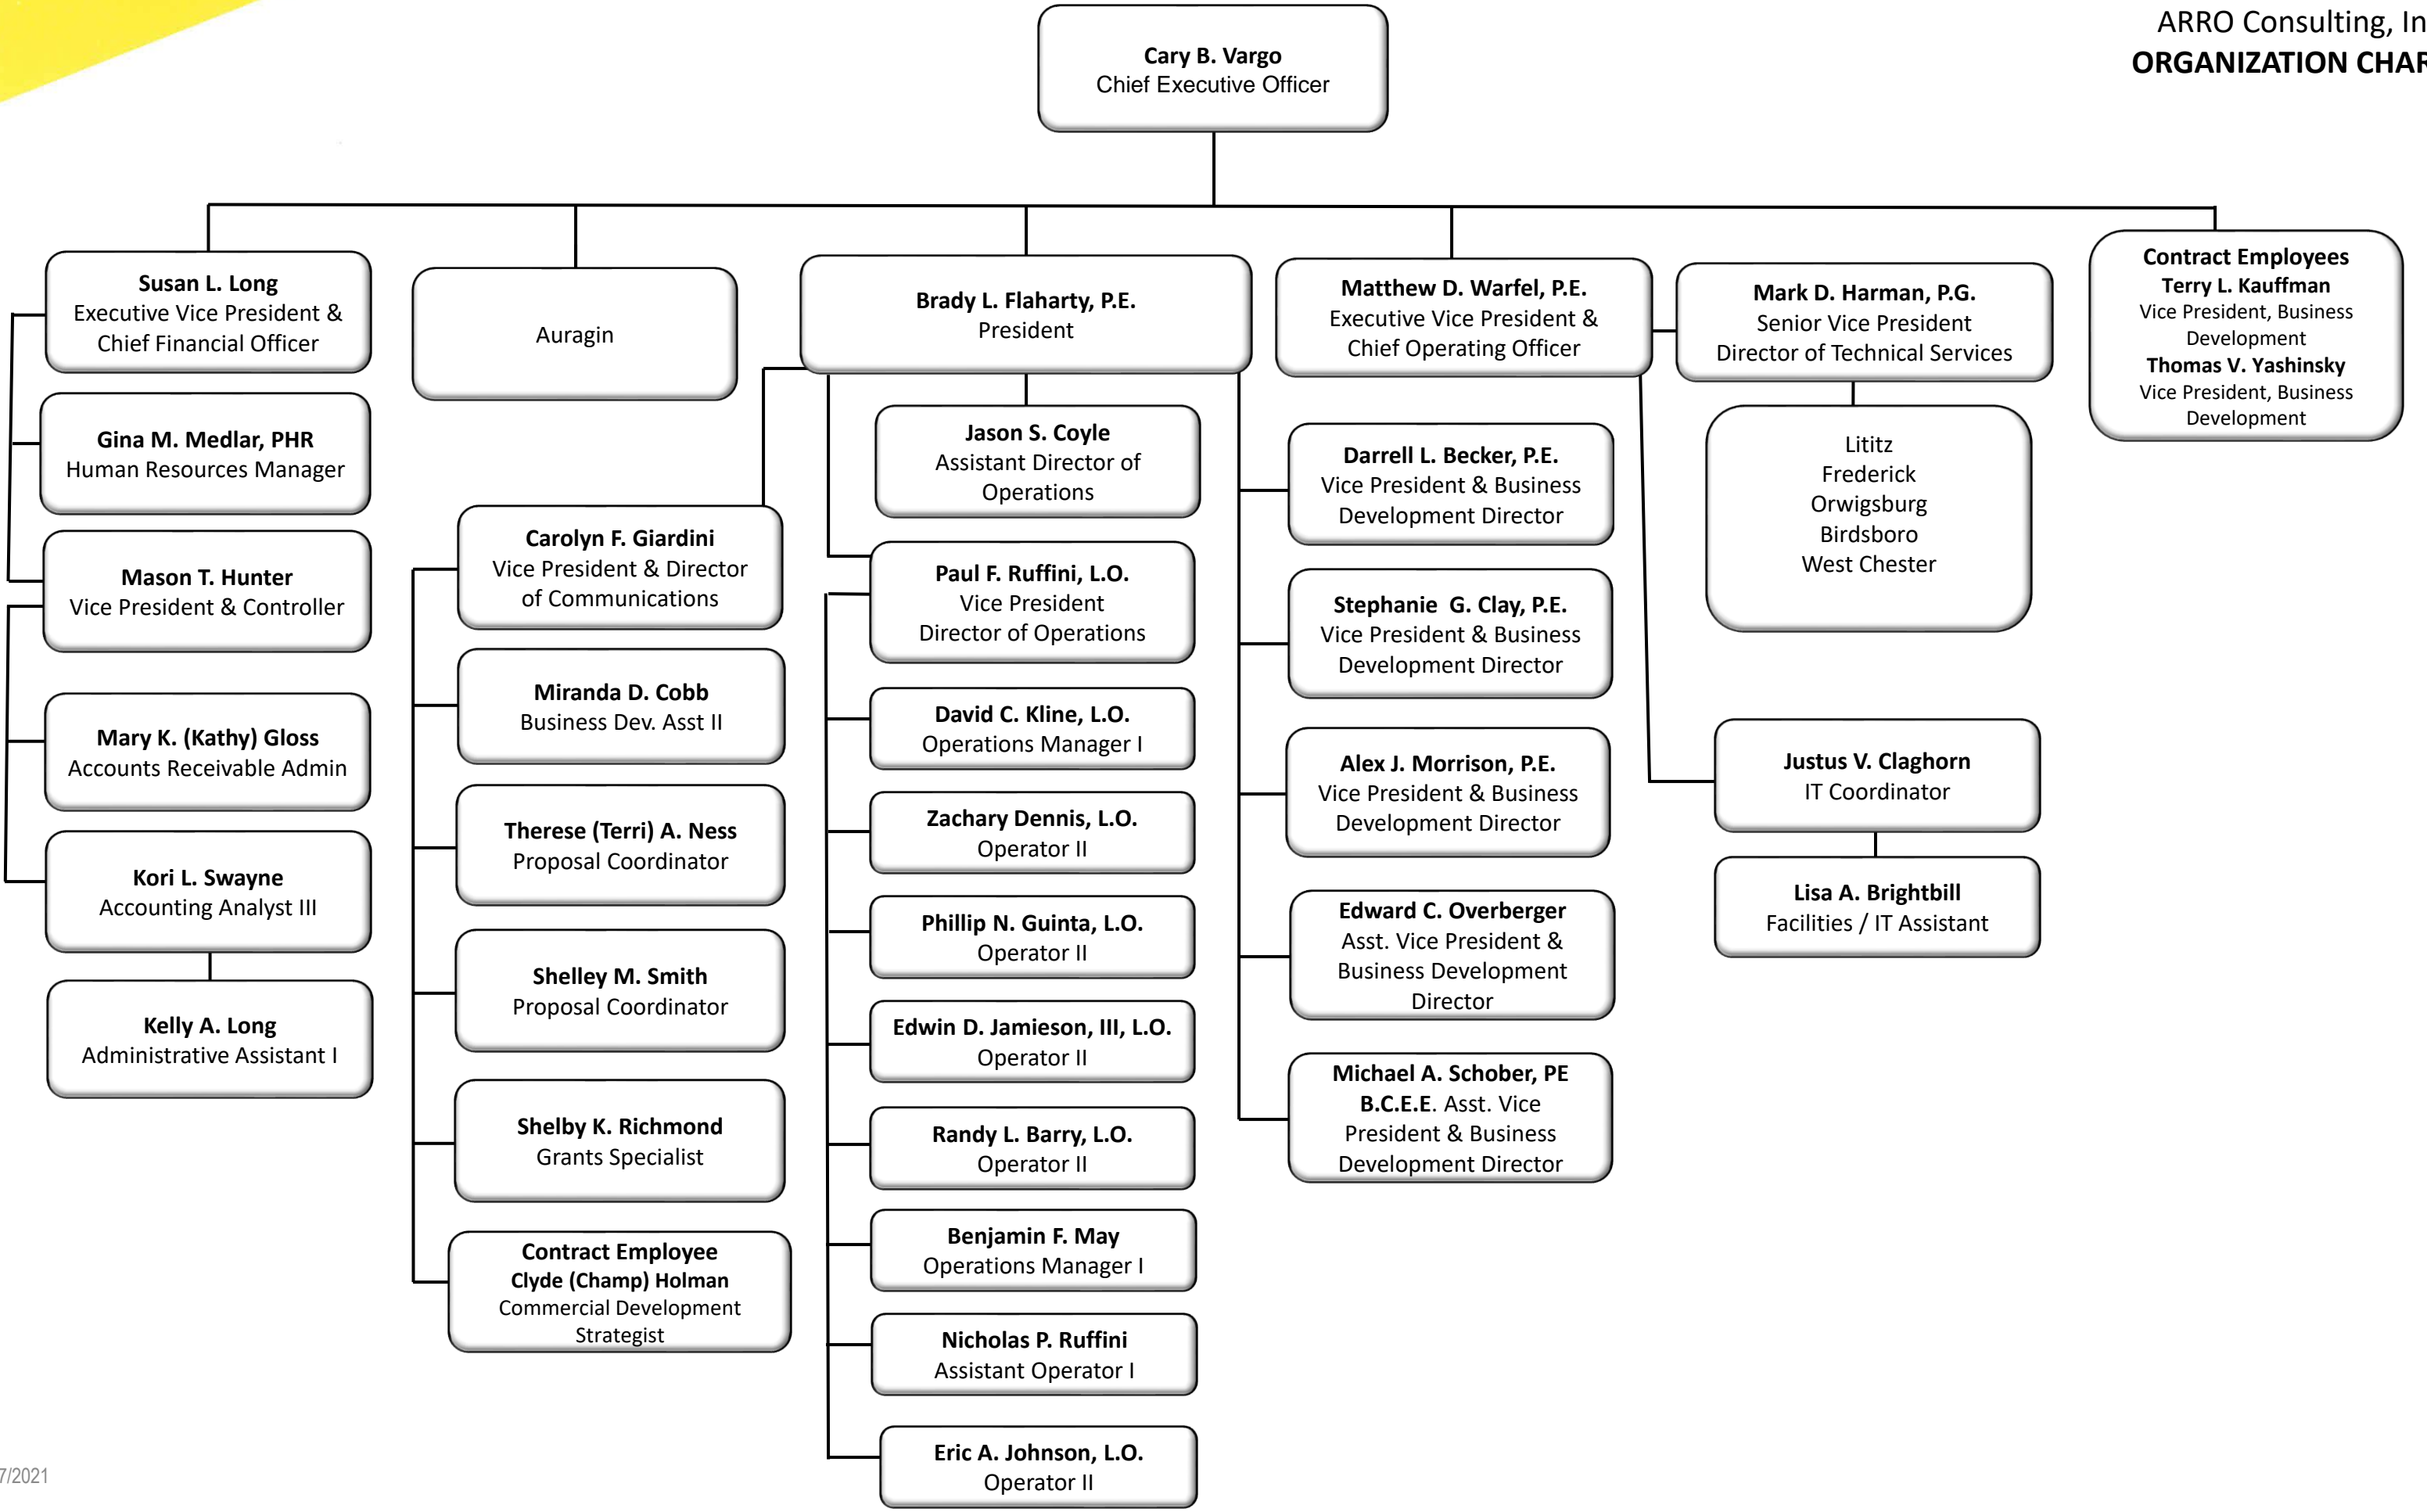 ARRO Consulting, In
ORGANIZATION CHAR
Cary B. Vargo
Chief Executive Officer
Susan L. Long
Executive Vice President &
Chief Financial Officer
Gina M. Medlar, PHR
Human Resources Manager
Mason T. Hunter
Vice President & Controller
Mary K. (Kathy) Gloss
Accounts Receivable Admin
Kori L. Swayne
Accounting Analyst III
Kelly A. Long
Administrative Assistant I
Auragin
Carolyn F. Giardini
Vice President & Director
of Communications
Miranda D. Cobb
Business Dev. Asst II
Therese (Terri) A. Ness
Proposal Coordinator
Shelley M. Smith
Proposal Coordinator
Shelby K. Richmond
Grants Specialist
Contract Employee
Clyde (Champ) Holman
Commercial Development
Strategist
Brady L. Flaharty, P.E.
President
Jason S. Coyle
Assistant Director of
Operations
Paul F. Ruffini, L.O.
Vice President
Director of Operations
David C. Kline, L.O.
Operations Manager I
Zachary Dennis, L.O.
Operator II
Phillip N. Guinta, L.O.
Operator II
Edwin D. Jamieson, III, L.O.
Operator II
Randy L. Barry, L.O.
Operator II
Benjamin F. May
Operations Manager I
Nicholas P. Ruffini
Assistant Operator I
Eric A. Johnson, L.O.
Operator II
Matthew D. Warfel, P.E.
Executive Vice President &
Chief Operating Officer
Darrell L. Becker, P.E.
Vice President & Business
Development Director
Stephanie  G. Clay, P.E.
Vice President & Business
Development Director
Alex J. Morrison, P.E.
Vice President & Business
Development Director
Edward C. Overberger
Asst. Vice President &
Business Development
Director
Michael A. Schober, PE
B.C.E.E. Asst. Vice
President & Business
Development Director
Mark D. Harman, P.G.
Senior Vice President
Director of Technical Services
Lititz
Frederick
Orwigsburg
Birdsboro
West Chester
Justus V. Claghorn
IT Coordinator
Lisa A. Brightbill
Facilities / IT Assistant
Contract Employees
Terry L. Kauffman
Vice President, Business
Development
Thomas V. Yashinsky
Vice President, Business
Development
7/2021